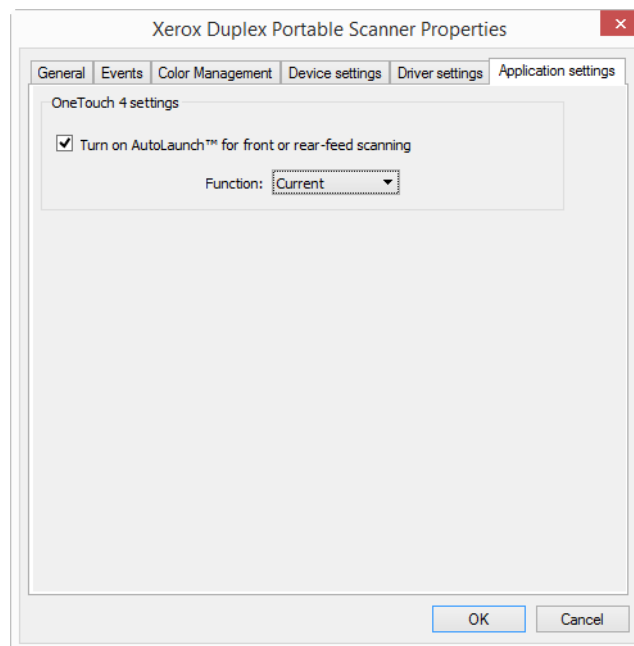 Xerox Duplex Portable Scanner Properties
General Events Color Management Device settings Driver settings Application settings
OneTouch 4 settings
Turn on AutoLaunch™ for front or rear-feed scanning
Function: Current
OK Cancel